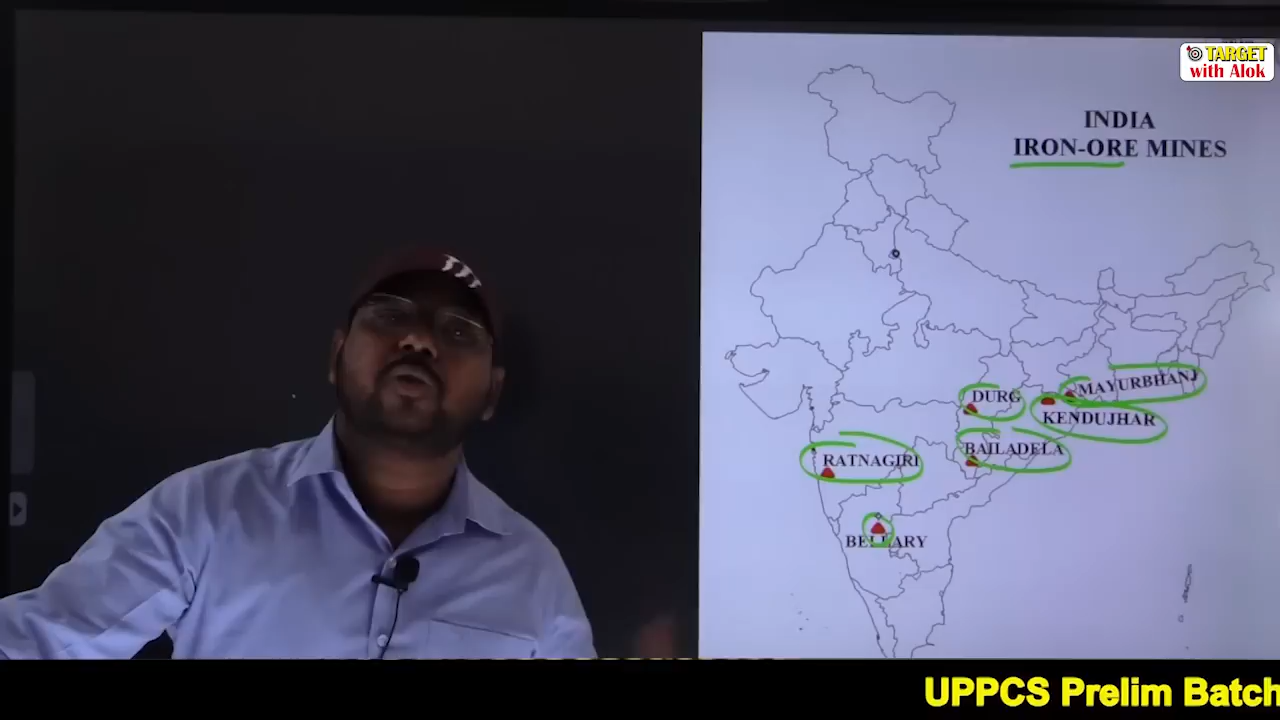 TARGET
with Alok
INDIA
IRON-ORE MINES
DURG
MAYURBHANJ
KENDUJHAR
BAILADELA
RATNAGIRI
BELLARY
UPPCS Prelim Batch